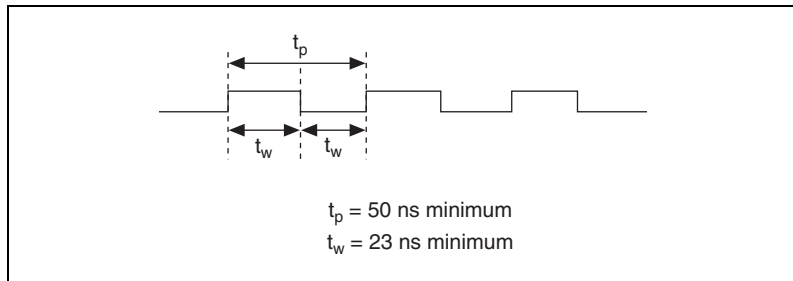 tp
tw tw
tp = 50 ns minimum
tw = 23 ns minimum